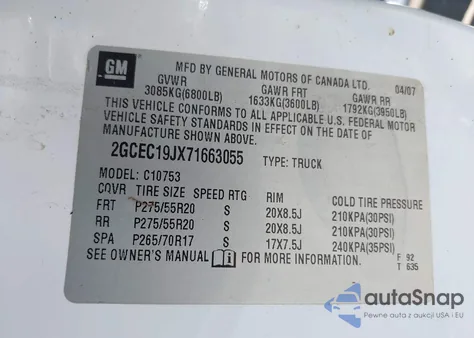 GM
MFD BY GENERAL MOTORS OF CANADA LTD. 04/07
GVWR GAWR FRT GAWR RR
3085KG(6800LB) 1633KG(3600LB) 1792KG(3950LB)
THIS VEHICLE CONFORMS TO ALL APPLICABLE U.S. FEDERAL MOTOR
VEHICLE SAFETY STANDARDS IN EFFECT ON THE DATE OF
MANUFACTURE SHOWN ABOVE.
2GCEC19JX71663055 TYPE: TRUCK
MODEL: C10753
CQVR TIRE SIZE SPEED RTG RIM COLD TIRE PRESSURE
FRT P275/55R20 S 20X8.5J 210KPA(30PSI)
RR P275/55R20 S 20X8.5J 210KPA(30PSI)
SPA P265/70R17 S 17X7.5J 240KPA(35PSI)
SEE OWNER'S MANUAL FOR MORE INFORMATION. F 92
T 635
autoSnap
Pewne auta z aukcji USA i EU